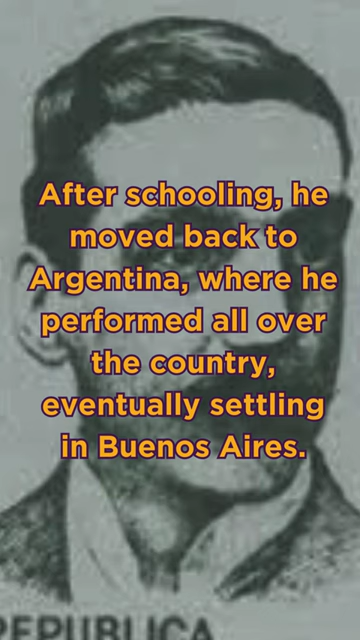 After schooling, he
moved back to
Argentina, where he
performed all over
the country,
eventually settling
in Buenos Aires.
REPUBLICA